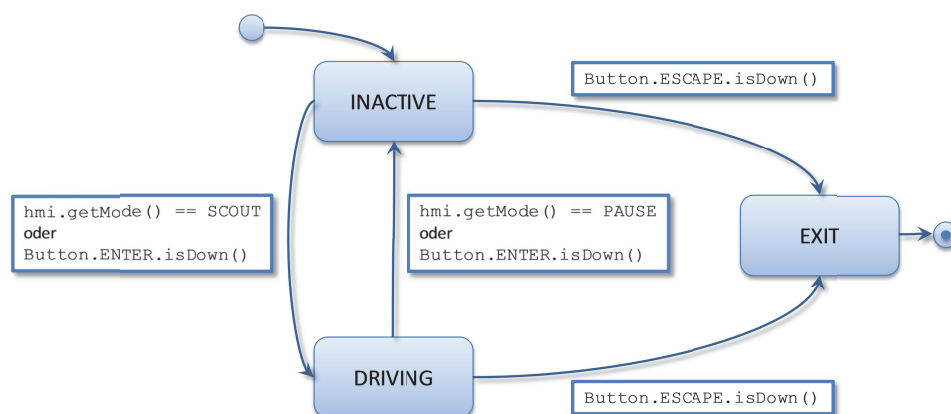 Button.ESCAPE.isDown()
INACTIVE
hmi.getMode() == SCOUT
oder
Button.ENTER.isDown()
hmi.getMode() == PAUSE
oder
Button.ENTER.isDown()
EXIT
DRIVING
Button.ESCAPE.isDown()